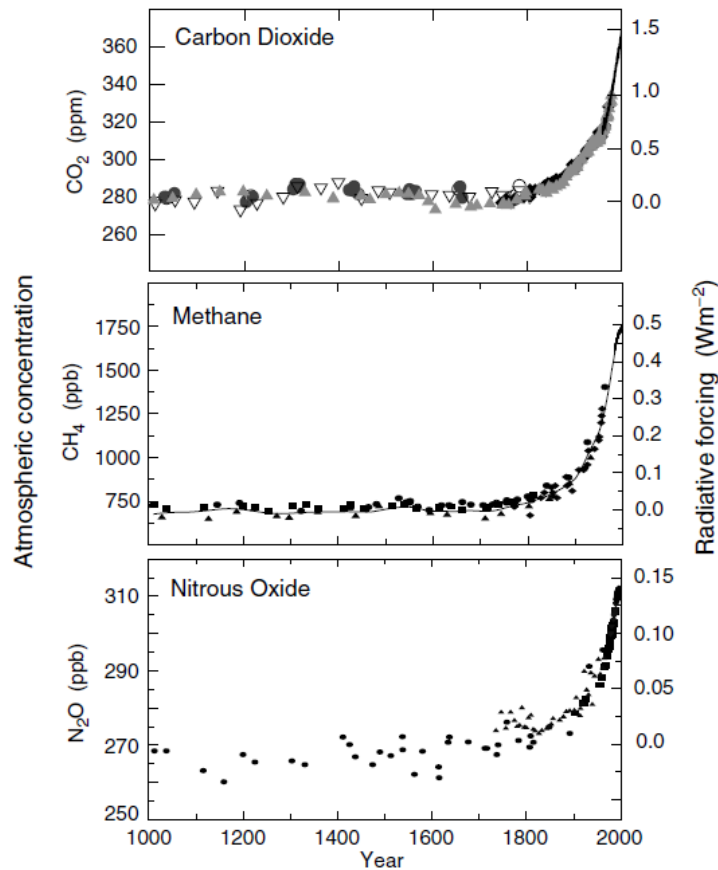 Carbon Dioxide
360
340
320
300
280
260
CO₂ (ppm)
1.5
1.0
0.5
0.0
Methane
1750
1500
1250
1000
750
CH₄ (ppb)
0.5
0.4
0.3
0.2
0.1
0.0
Nitrous Oxide
310
290
270
250
N₂O (ppb)
0.15
0.10
0.05
0.0
Atmospheric concentration
Radiative forcing (Wm⁻²)
1000 1200 1400 1600 1800 2000
Year